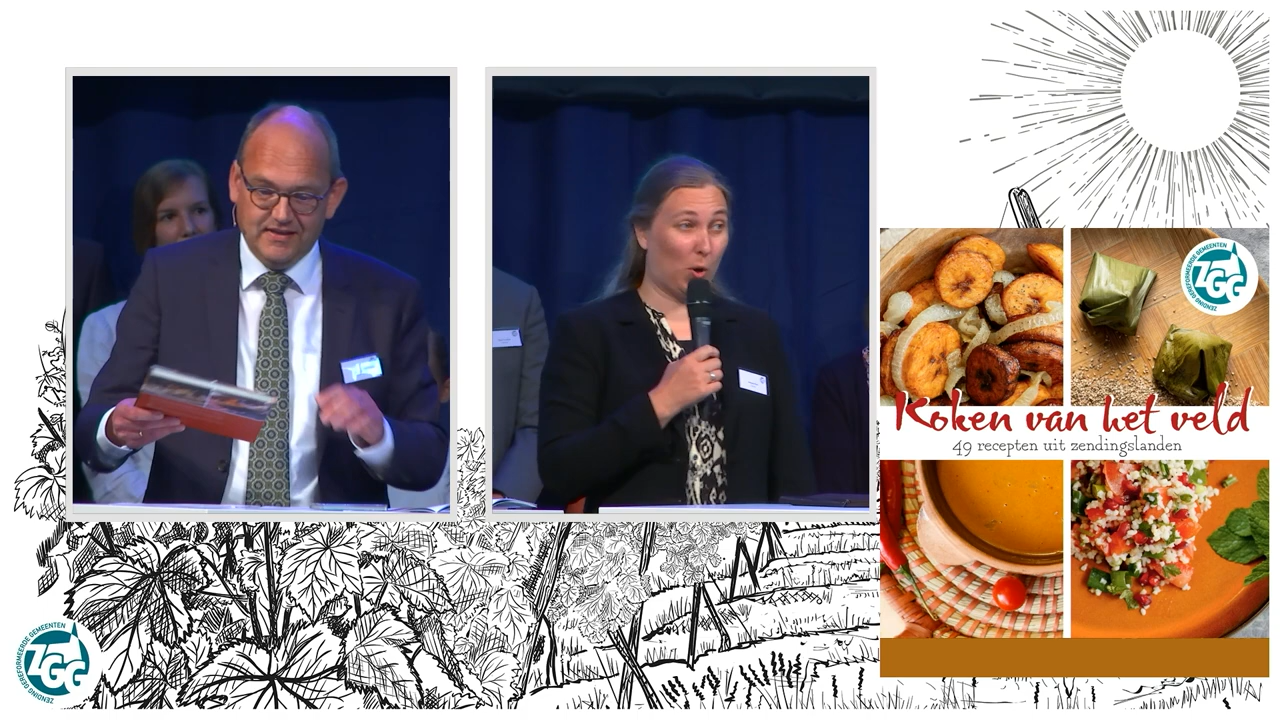 ZENDING GEREFORMEERDE GEMEENTEN
ZGG
Koken van het veld
49 recepten uit zendingslanden
ZENDING GEREFORMEERDE GEMEENTEN
ZGG